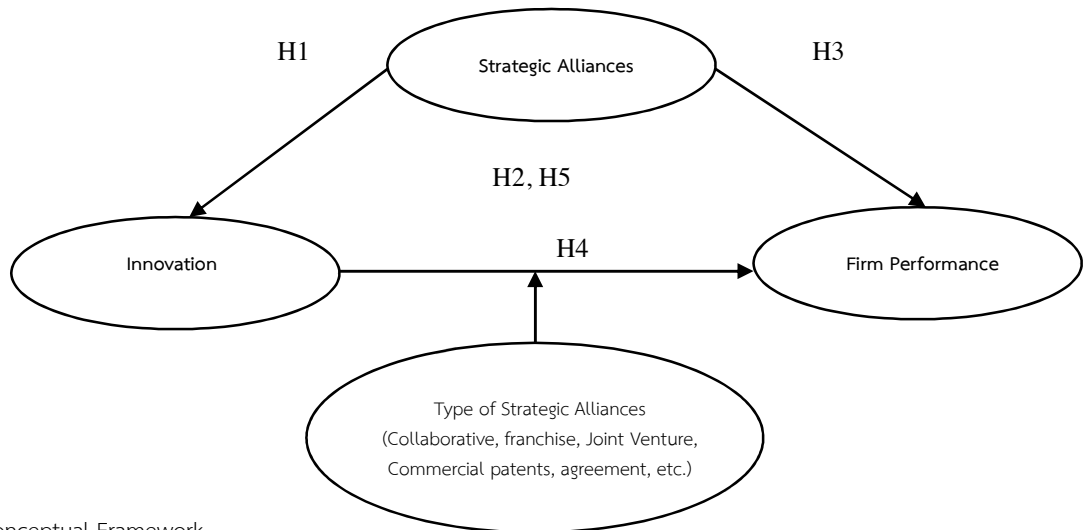 H1
Strategic Alliances
H3
H2, H5
Innovation
H4
Firm Performance
Type of Strategic Alliances
(Collaborative, franchise, Joint Venture,
Commercial patents, agreement, etc.)
Framework